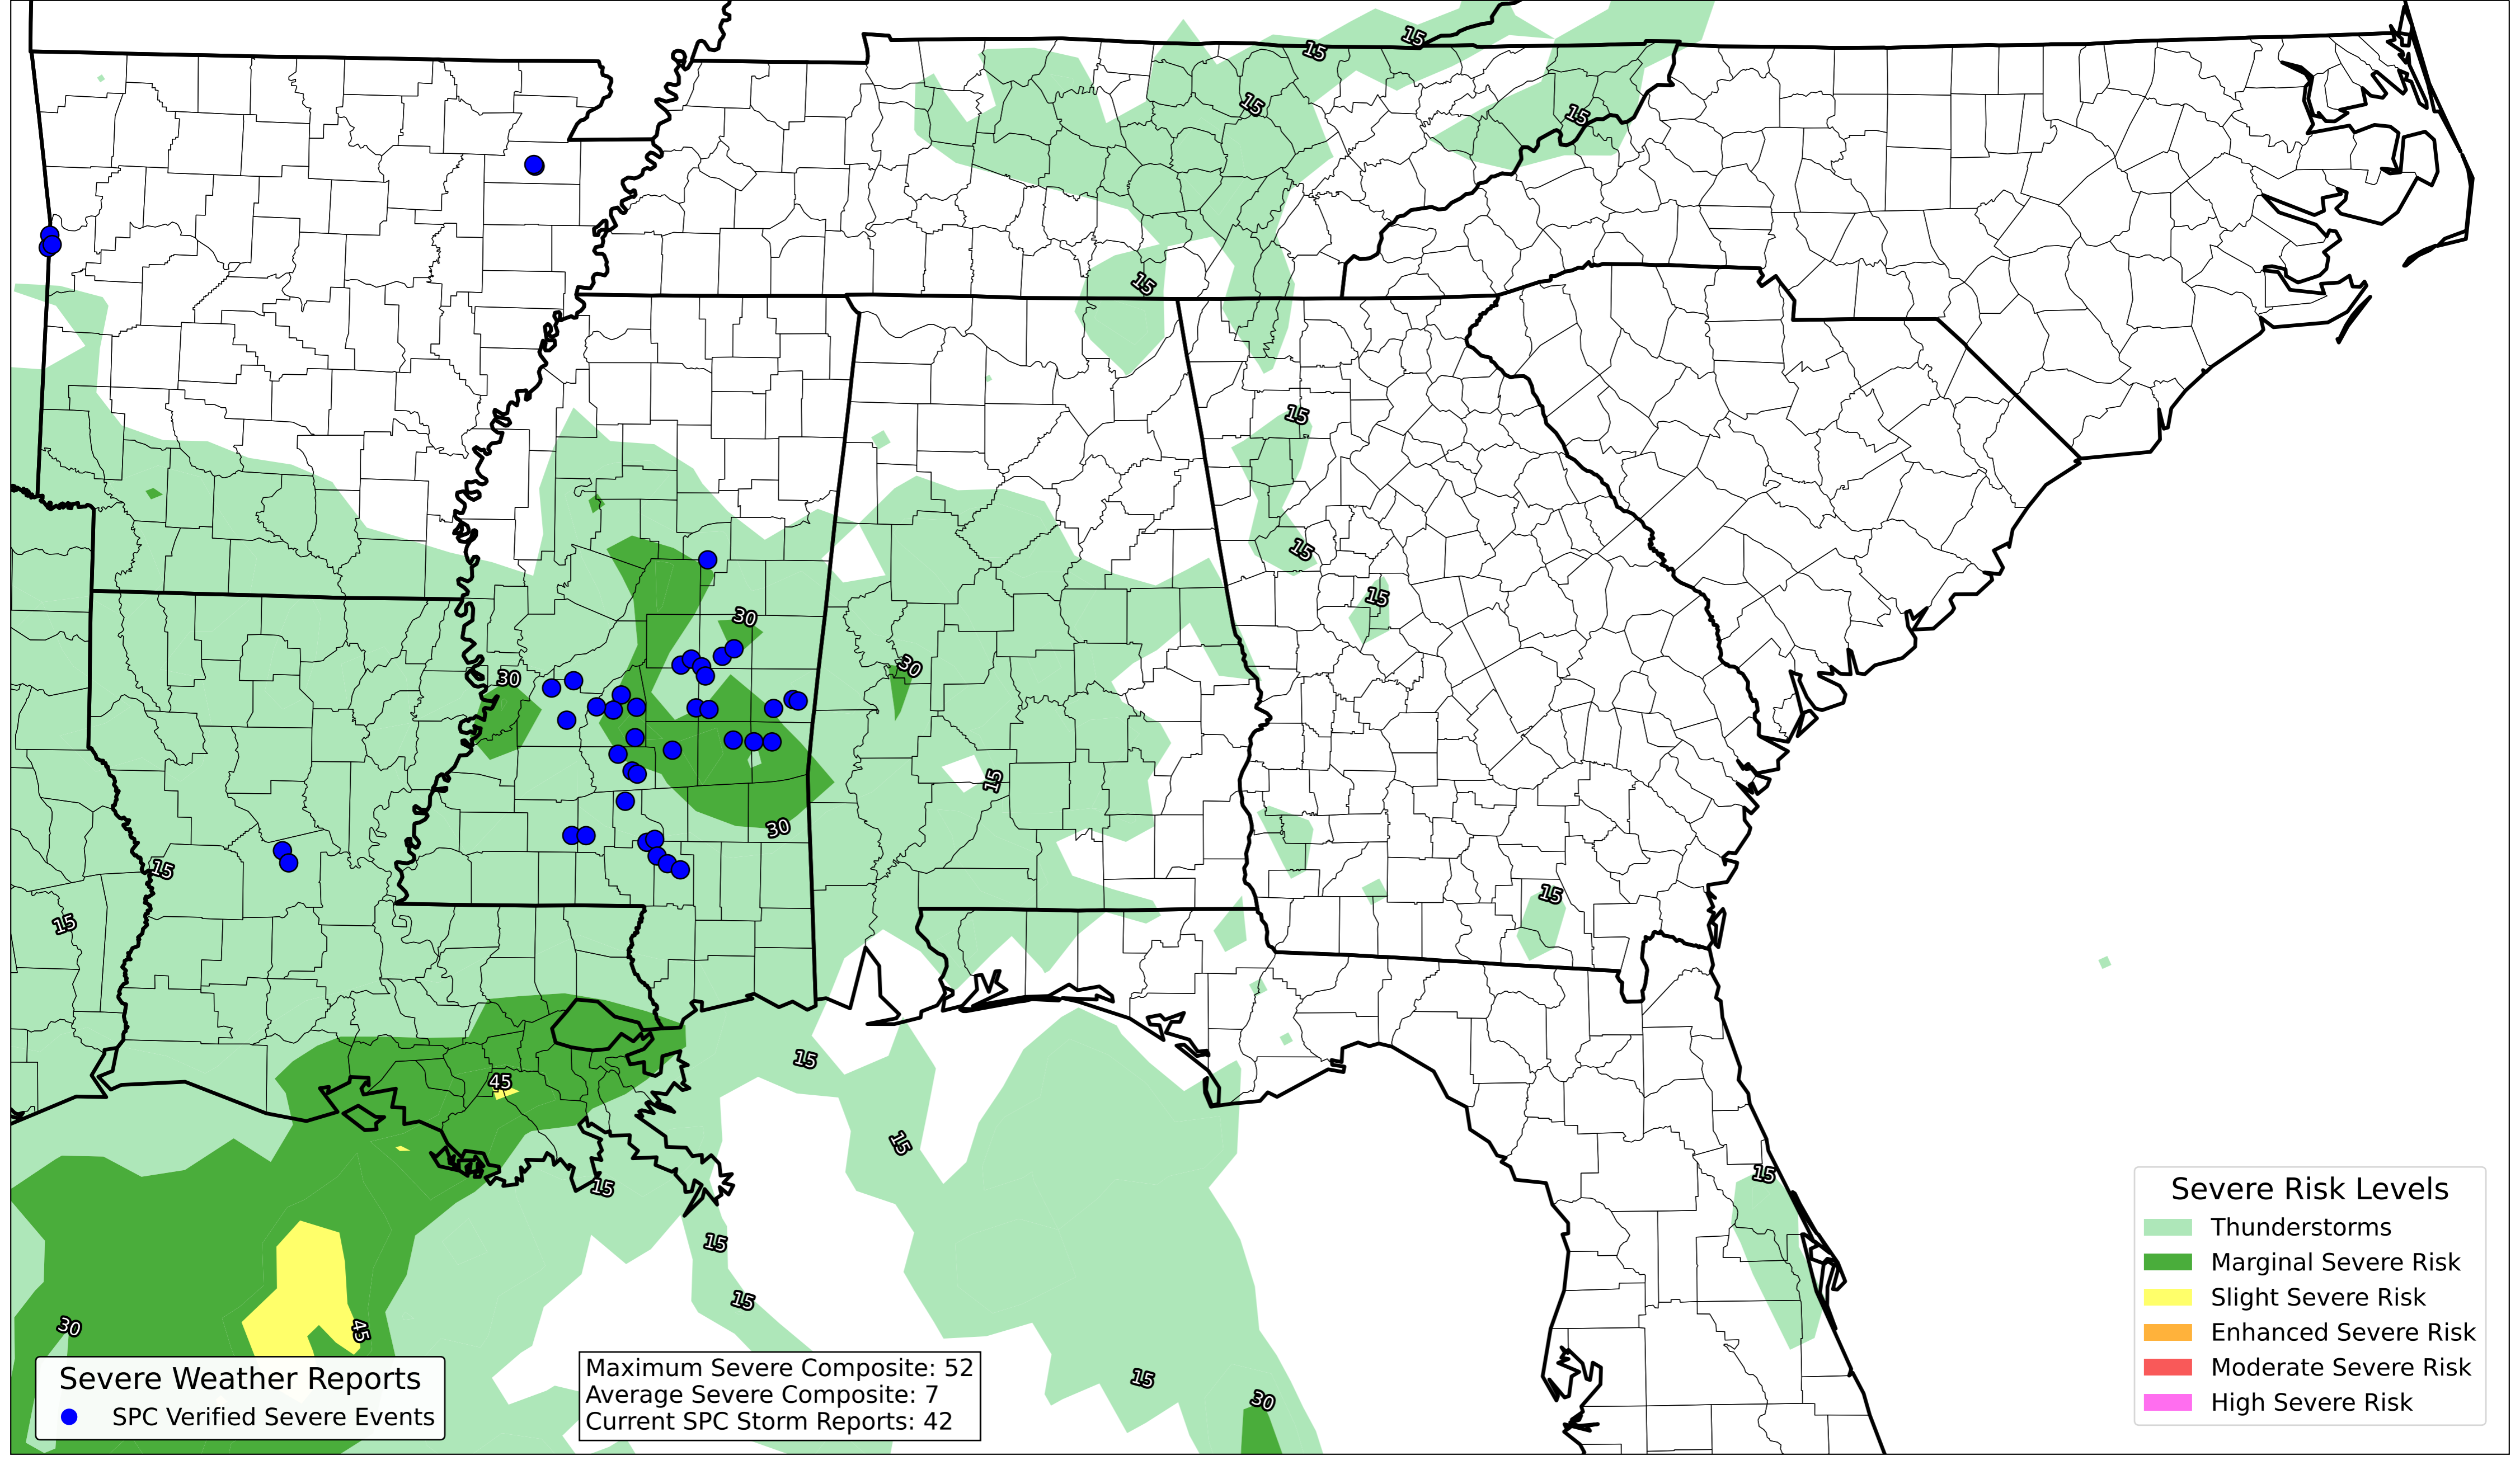 15
15
15
15
15
15
15
15
30
30
30
15
30
15
15
15
15
45
15
15
15
15
15
30
45
15
30
Severe Risk Levels
Thunderstorms
Marginal Severe Risk
Slight Severe Risk
Enhanced Severe Risk
Moderate Severe Risk
High Severe Risk
Severe Weather Reports
SPC Verified Severe Events
Maximum Severe Composite: 52
Average Severe Composite: 7
Current SPC Storm Reports: 42